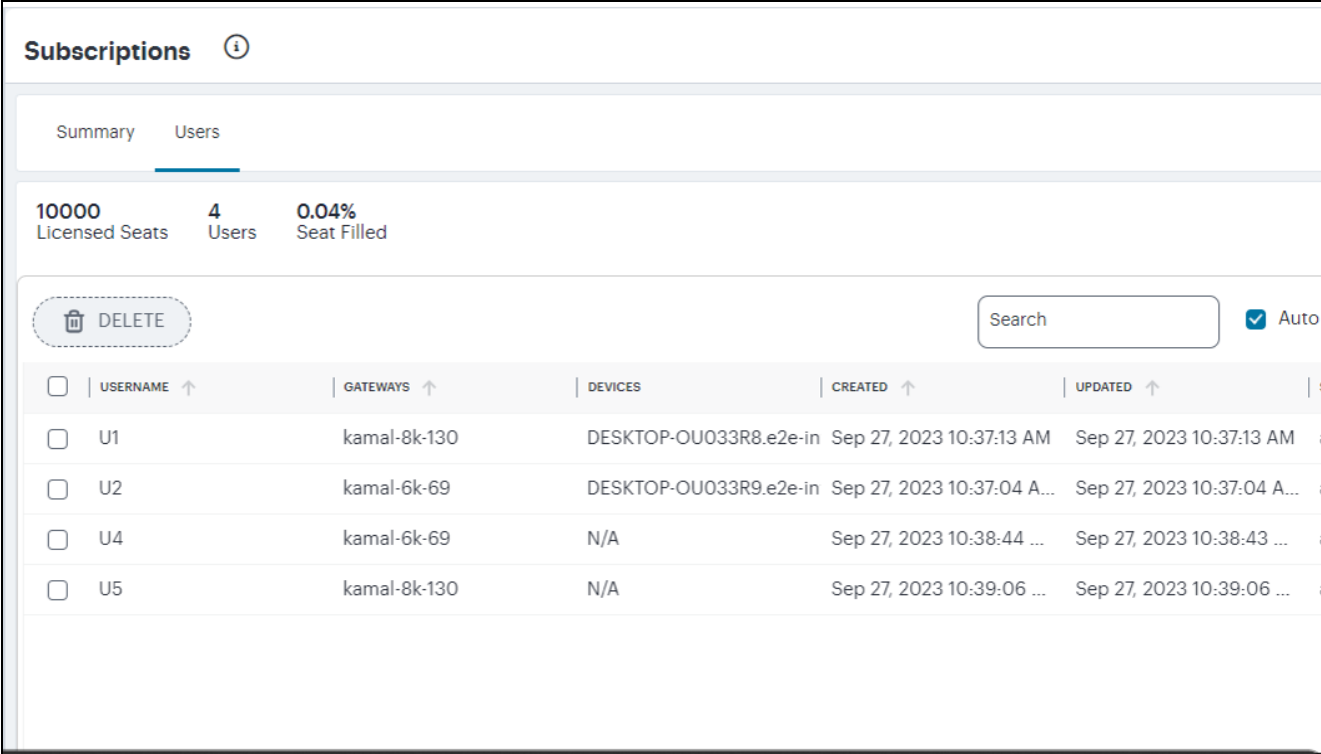 Subscriptions
Summary Users
10000 4 0.04%
Licensed Seats Users Seat Filled
DELETE Search Auto
USERNAME GATEWAYS DEVICES CREATED UPDATED
U1 kamal-8k-130 DESKTOP-OU033R8.e2e-in Sep 27, 2023 10:37:13 AM Sep 27, 2023 10:37:13 AM
U2 kamal-6k-69 DESKTOP-OU033R9.e2e-in Sep 27, 2023 10:37:04 A... Sep 27, 2023 10:37:04 A...
U4 kamal-6k-69 N/A Sep 27, 2023 10:38:44 ... Sep 27, 2023 10:38:43 ...
U5 kamal-8k-130 N/A Sep 27, 2023 10:39:06 ... Sep 27, 2023 10:39:06 ...